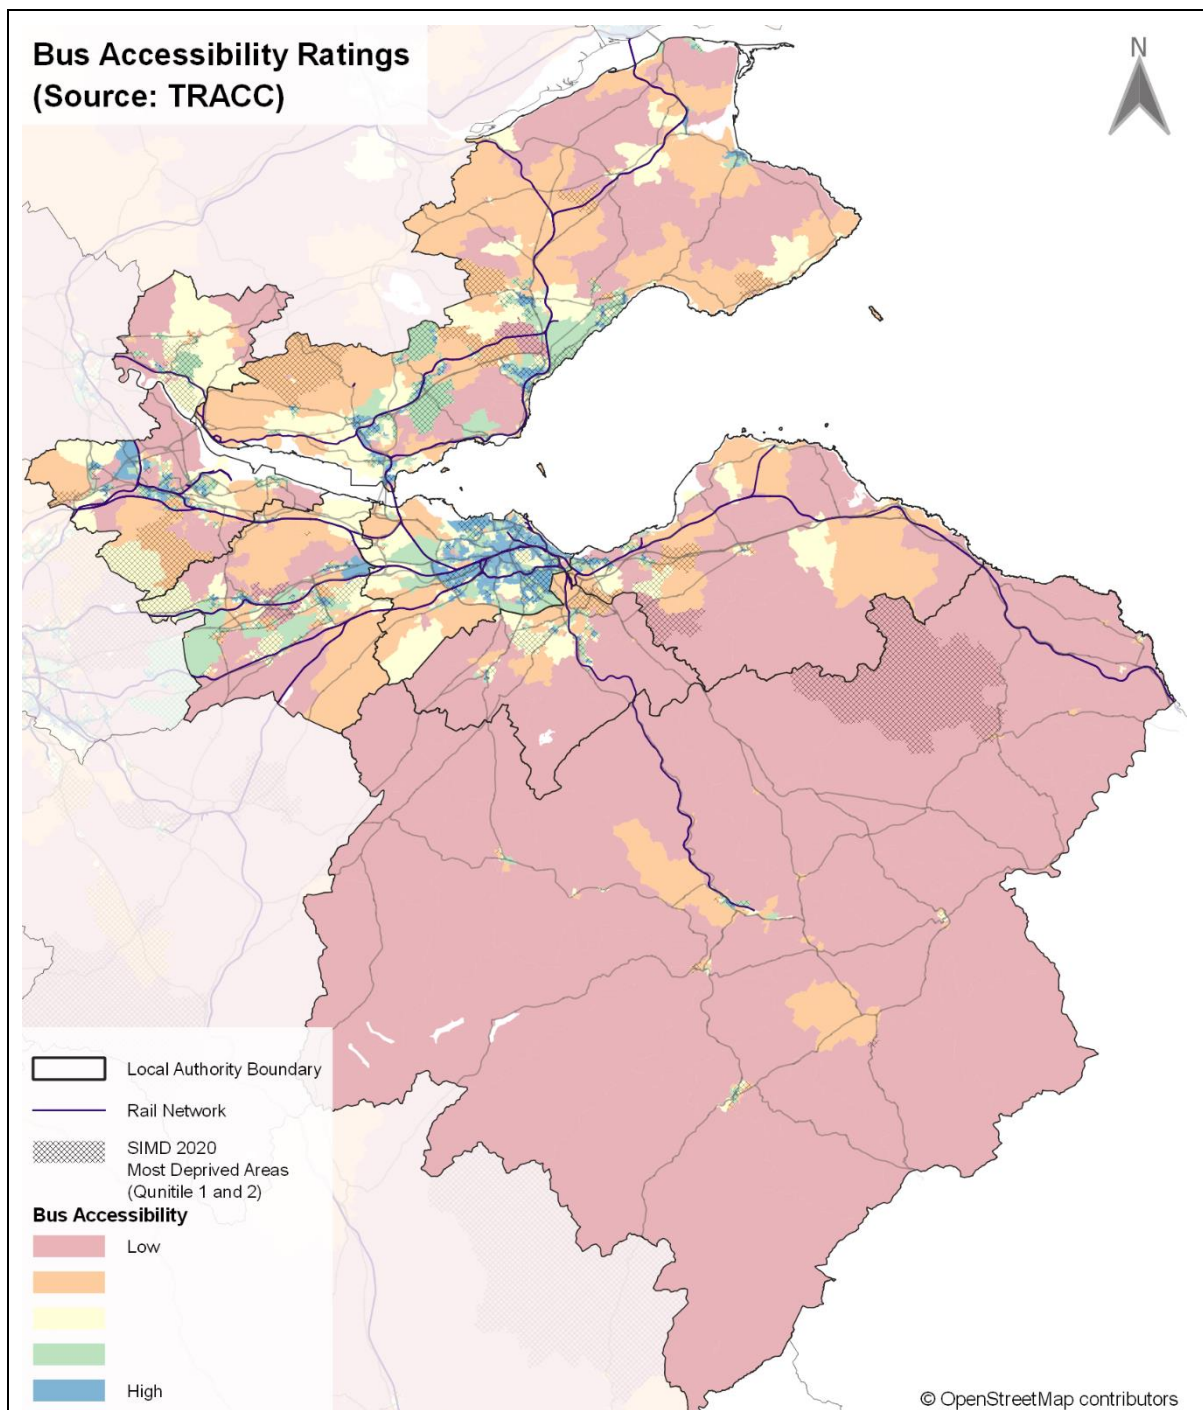 Bus Accessibility Ratings
(Source: TRACC)
N
Local Authority Boundary
Rail Network
SIMD 2020
Most Deprived Areas
(Qunitile 1 and 2)
Bus Accessibility
Low
High
© OpenStreetMap contributors